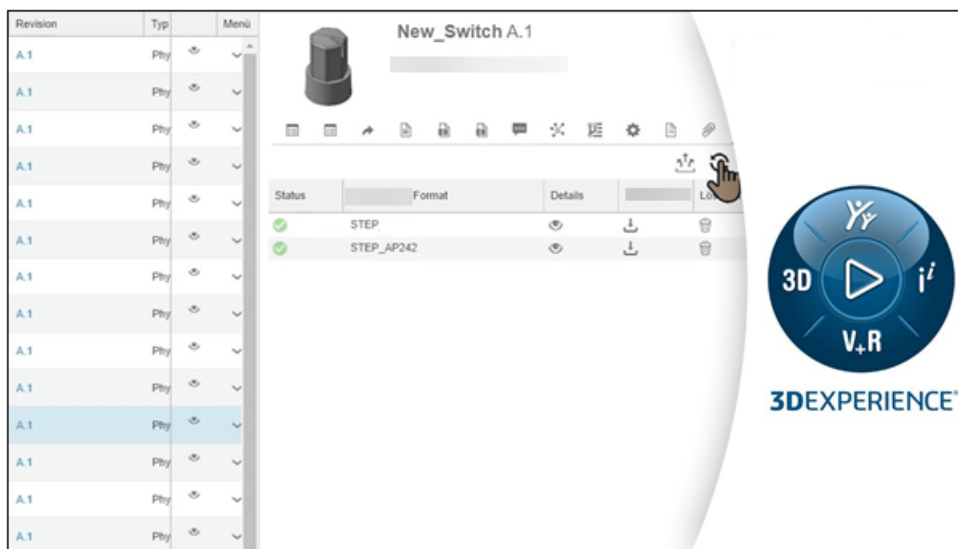 Revision Typ Menü
A.1 Phy
A.1 Phy
A.1 Phy
A.1 Phy
A.1 Phy
A.1 Phy
A.1 Phy
A.1 Phy
A.1 Phy
A.1 Phy
A.1 Phy
A.1 Phy
A.1 Phy
A.1 Phy
New_Switch A.1
Status Format Details
STEP
STEP_AP242
3D
i
i
V+R
3DEXPERIENCE®